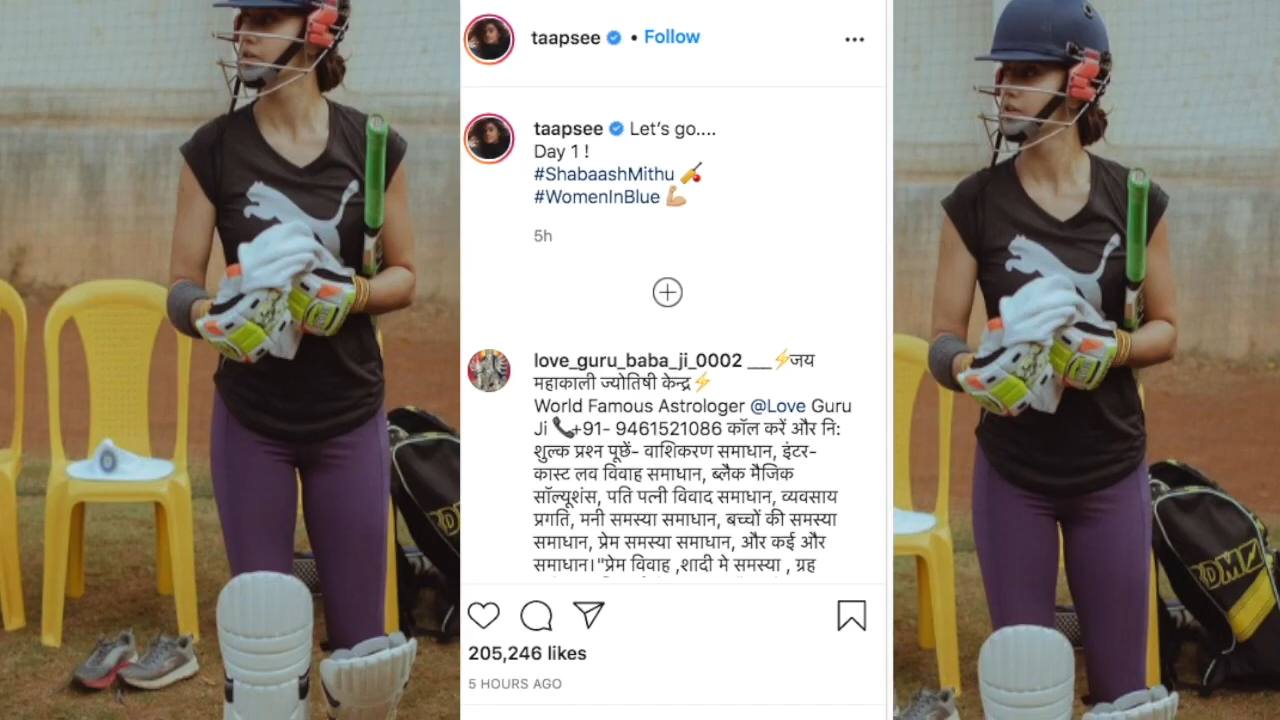 taapsee • Follow
taapsee Let’s go....
Day 1 !
#ShabaashMithu
#WomenInBlue
5h
love_guru_baba_ji_0002 __⚡जय
महाकाली ज्योतिषी केन्द्र⚡
World Famous Astrologer @Love Guru
Ji 📞+91- 9461521086 कॉल करें और नि:
शुल्क प्रश्न पूछें- वाशिकरण समाधान, इंटर-
कास्ट लव विवाह समाधान, ब्लैक मैजिक
सॉल्यूशंस, पति पत्नी विवाद समाधान, व्यवसाय
प्रगति, मनी समस्या समाधान, बच्चों की समस्या
समाधान, प्रेम समस्या समाधान, और कई और
समाधान।"प्रेम विवाह ,शादी मे समस्या , ग्रह
205,246 likes
5 HOURS AGO